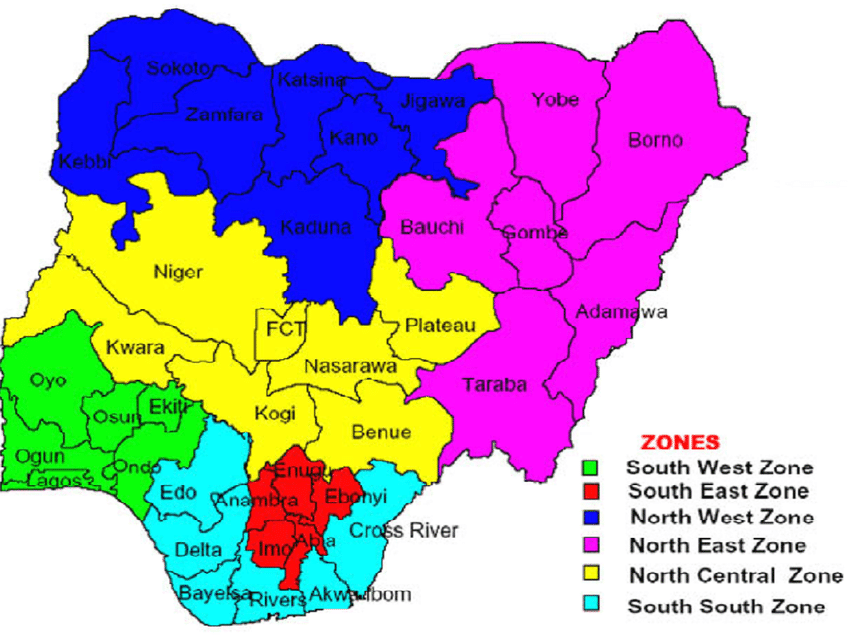 Sokoto
Katsina
Jigawa
Yobe
Zamfara
Kano
Borno
Kebbi
Kaduna
Bauchi
Gombe
Niger
Adamawa
FCT
Plateau
Kwara
Nasarawa
Oyo
Taraba
Osun
Ekiti
Kogi
Benue
Ogun
Ondo
Lagos
Enugu
Edo
Anambra
Ebonyi
Cross River
Delta
Imo
Abia
Bayelsa
Rivers
Akwa Ibom
ZONES
South West Zone
South East Zone
North West Zone
North East Zone
North Central Zone
South South Zone